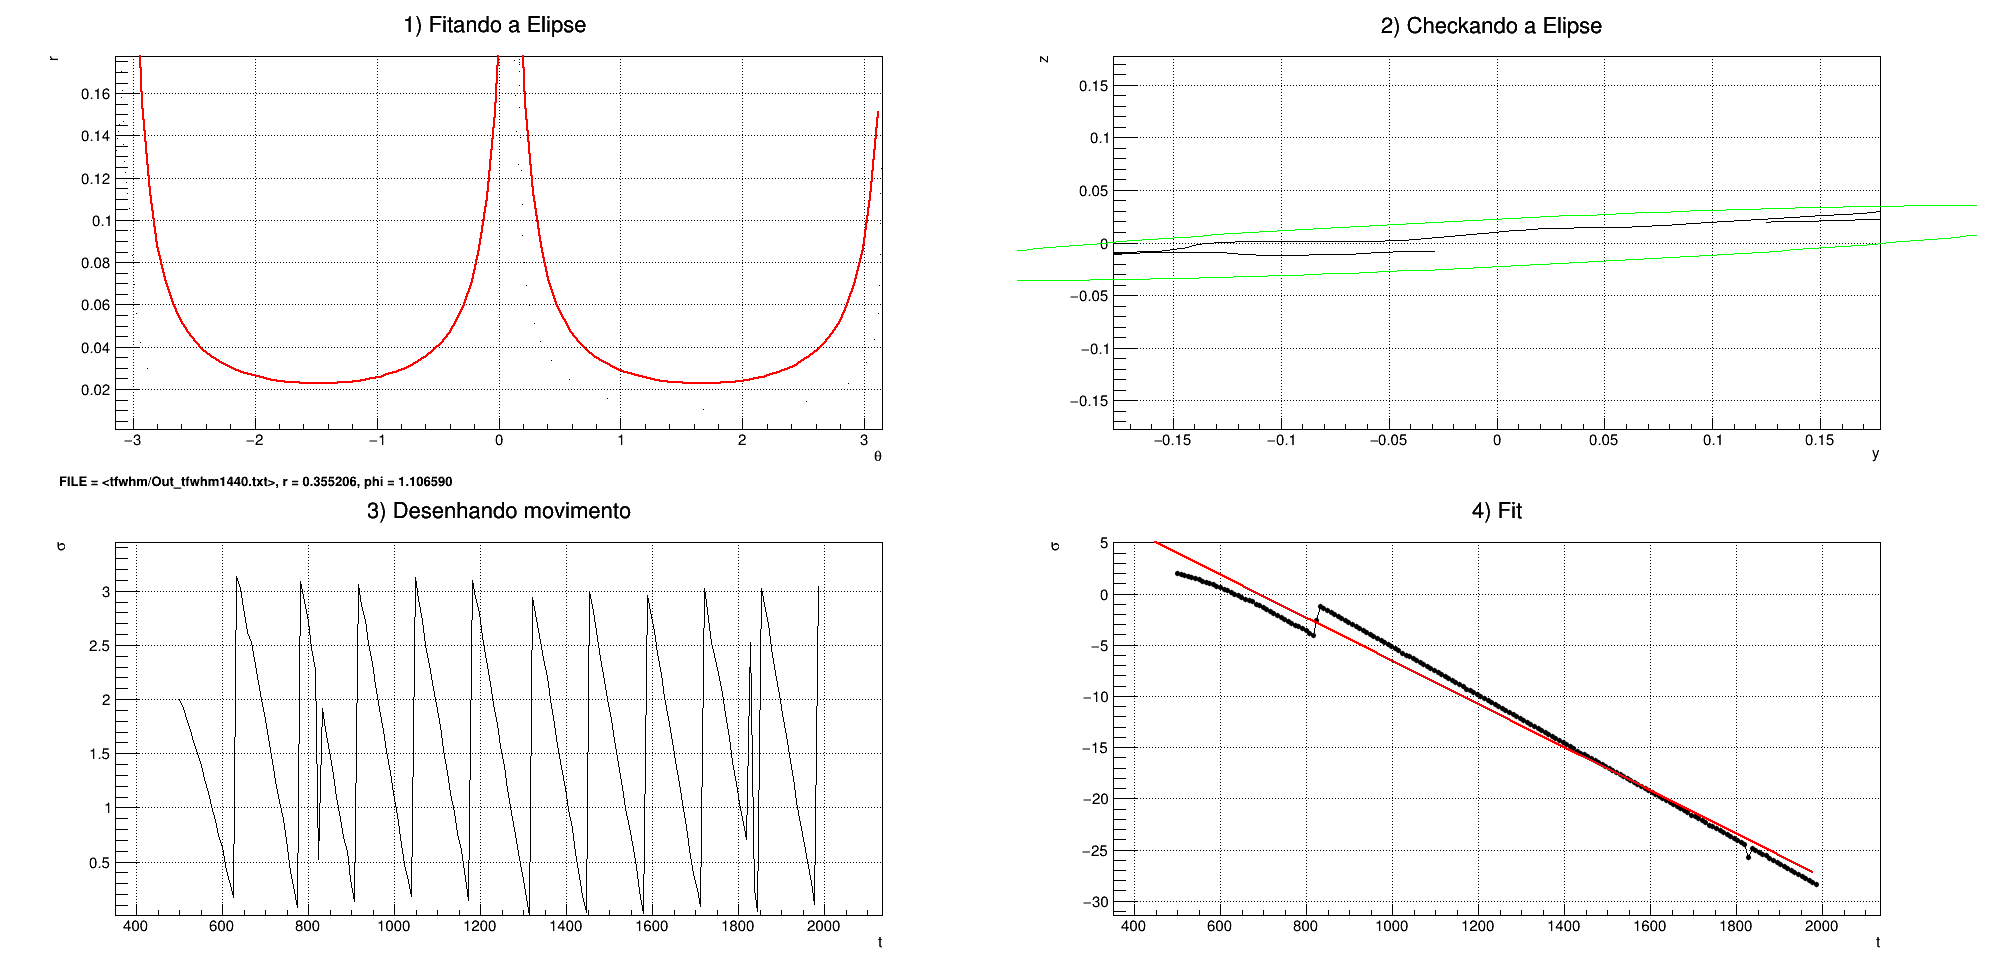 1) Fitando a Elipse
r
0.16
0.14
0.12
0.1
0.08
0.06
0.04
0.02
−3 −2 −1 0 1 2 3
θ
2) Checkando a Elipse
z
0.15
0.1
0.05
0
−0.05
−0.1
−0.15
−0.15 −0.1 −0.05 0 0.05 0.1 0.15
y
FILE = <tfwhm/Out_tfwhm1440.txt>, r = 0.355206, phi = 1.106590
3) Desenhando movimento
σ
3
2.5
2
1.5
1
0.5
400 600 800 1000 1200 1400 1600 1800 2000
t
4) Fit
σ
5
0
−5
−10
−15
−20
−25
−30
400 600 800 1000 1200 1400 1600 1800 2000
t